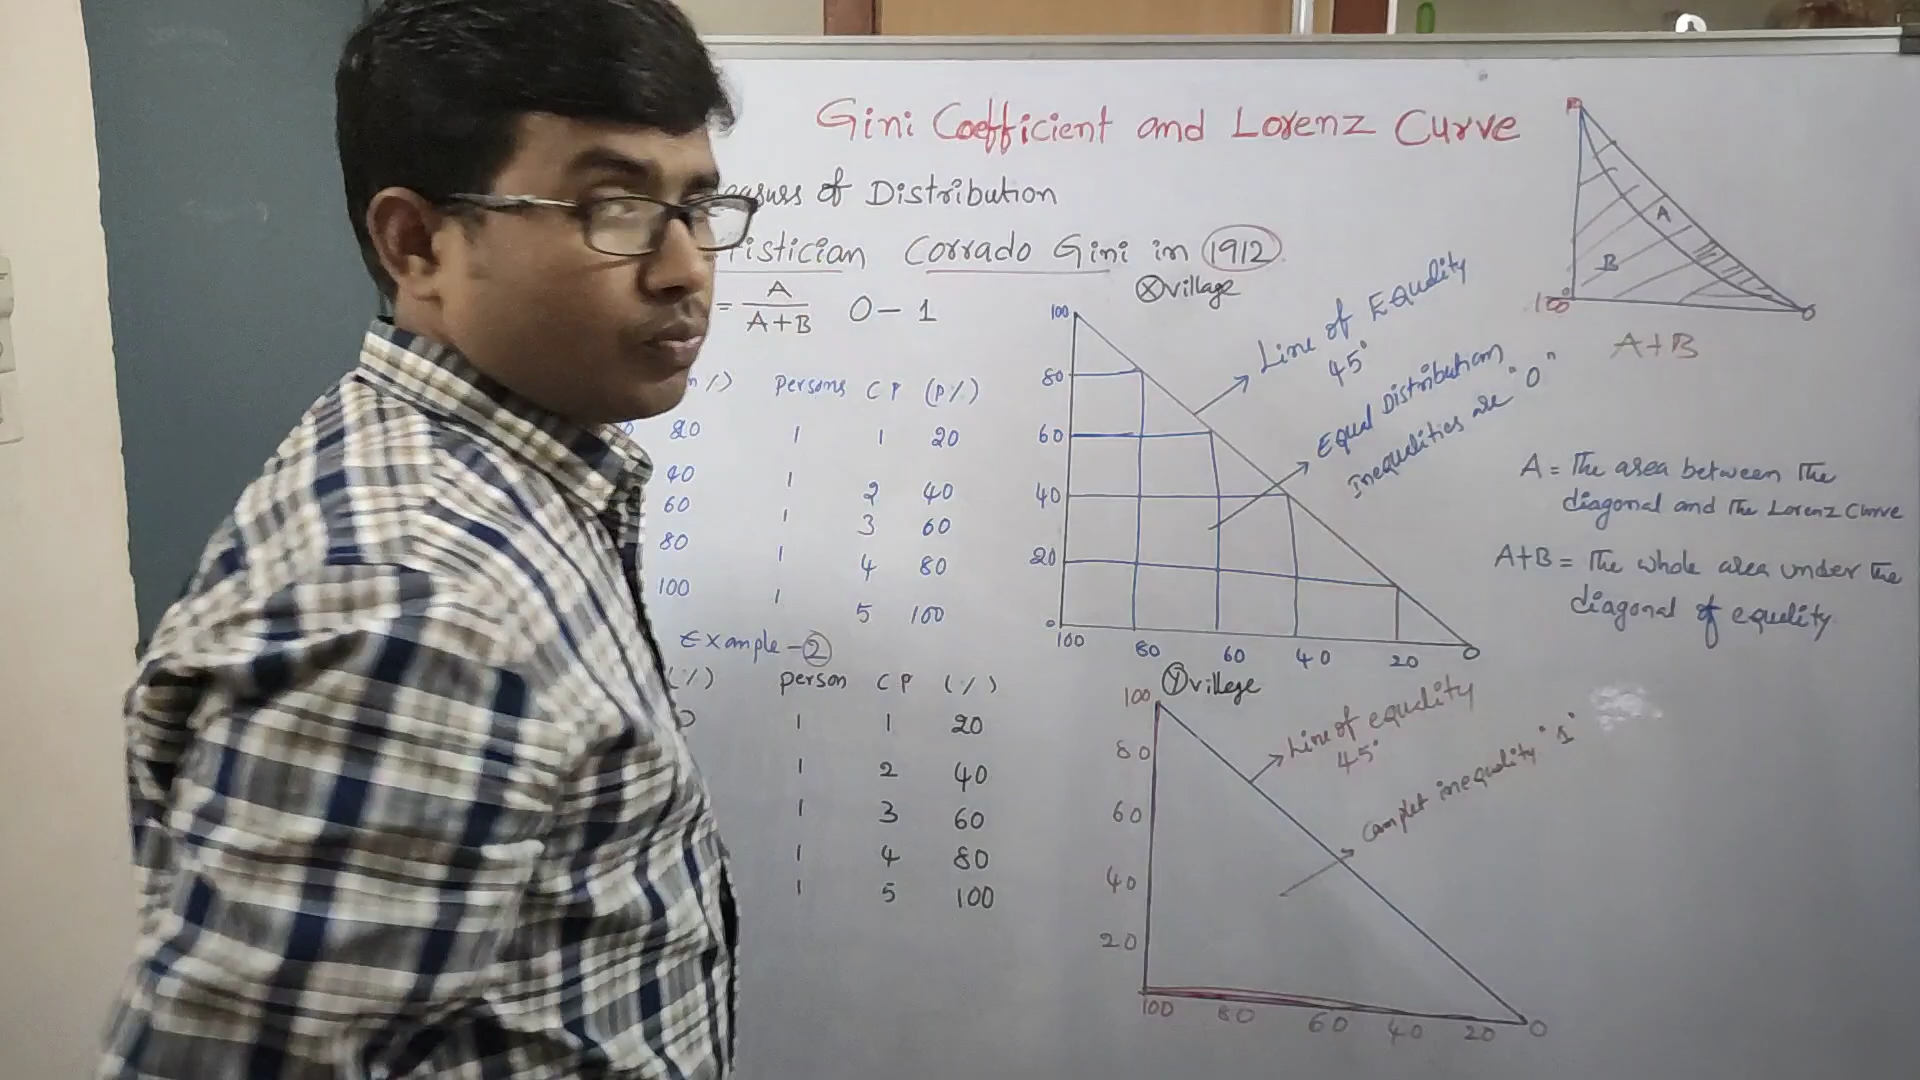 Gini Coefficient and Lorenz Curve
of Distribution
Corrado Gini in 1912
= A
A+B
0 - 1
Persons CP (P%)
20 1 1 20
40 1 2 40
60 1 3 60
80 1 4 80
100 1 5 100
Example - 2
(%) person CP (%)
1 1 20
1 2 40
1 3 60
1 4 80
1 5 100
X village
100
80
60
40
20
0
100 80 60 40 20 0
Line of Equality
45°
Equal Distribution
Inequalities are "0"
Y villege
100
80
60
40
20
100 80 60 40 20 0
Line of equality
45°
Complet inequality "1"
A
B
100
0
A+B
A = The area between the
diagonal and the Lorenz Curve
A+B = The whole area under the
diagonal of equality